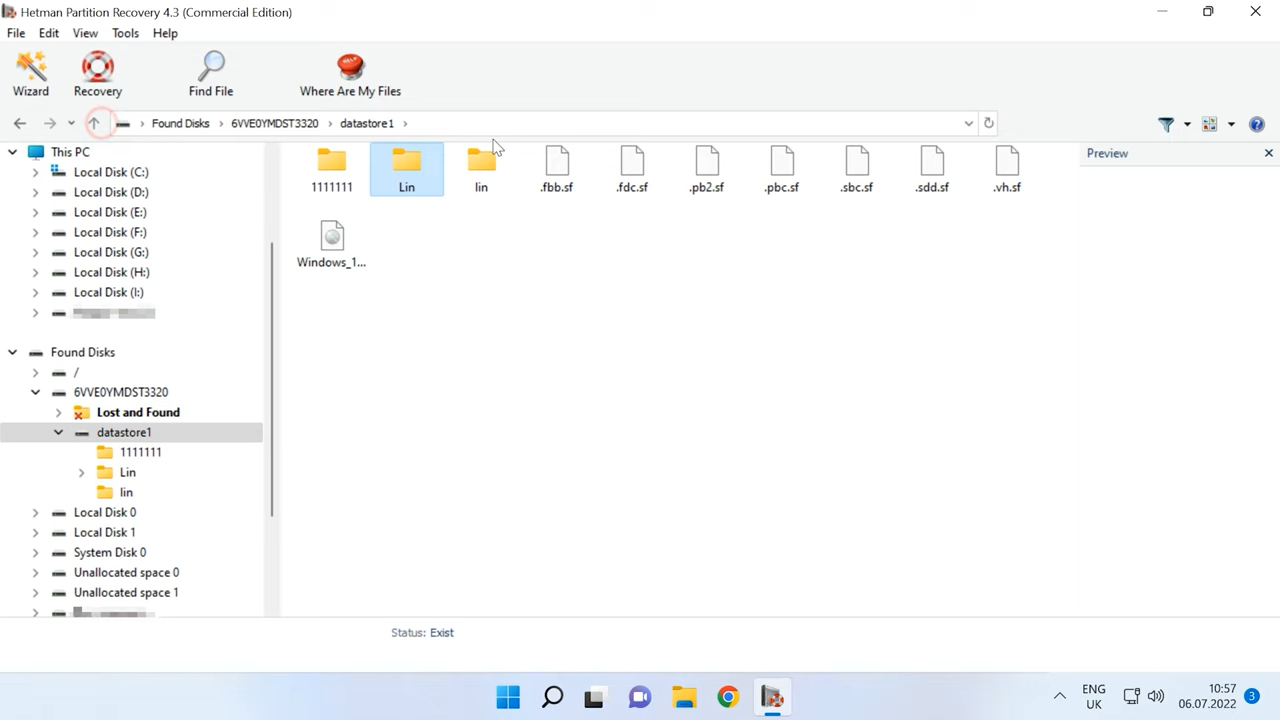 Hetman Partition Recovery 4.3 (Commercial Edition)
File Edit View Tools Help
Wizard Recovery Find File Where Are My Files
Found Disks 6VVE0YMDST3320 datastore1
This PC
Local Disk (C:)
Local Disk (D:)
Local Disk (E:)
Local Disk (F:)
Local Disk (G:)
Local Disk (H:)
Local Disk (I:)
Found Disks
/
6VVE0YMDST3320
Lost and Found
datastore1
1111111
Lin
lin
Local Disk 0
Local Disk 1
System Disk 0
Unallocated space 0
Unallocated space 1
1111111 Lin lin .fbb.sf .fdc.sf .pb2.sf .pbc.sf .sbc.sf .sdd.sf .vh.sf
Windows_1...
Preview
Status: Exist
ENG
UK
10:57
06.07.2022
3